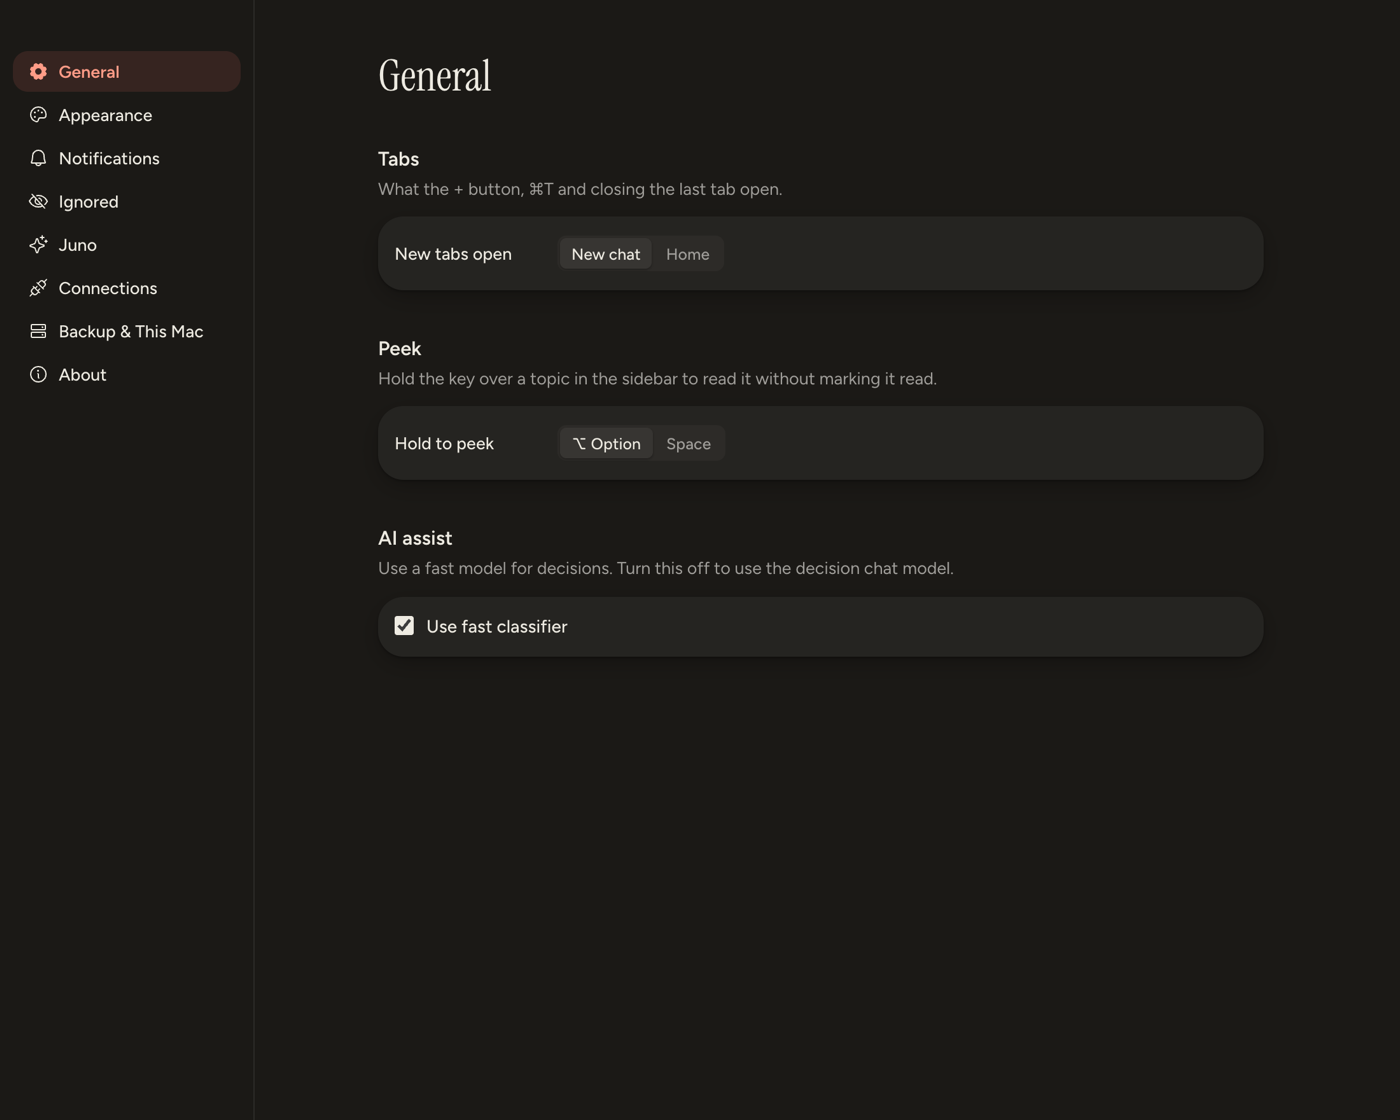 General
Appearance
Notifications
Ignored
Juno
Connections
Backup & This Mac
About
General
Tabs
What the + button, ⌘T and closing the last tab open.
New tabs open New chat Home
Peek
Hold the key over a topic in the sidebar to read it without marking it read.
Hold to peek ⌥ Option Space
AI assist
Use a fast model for decisions. Turn this off to use the decision chat model.
Use fast classifier